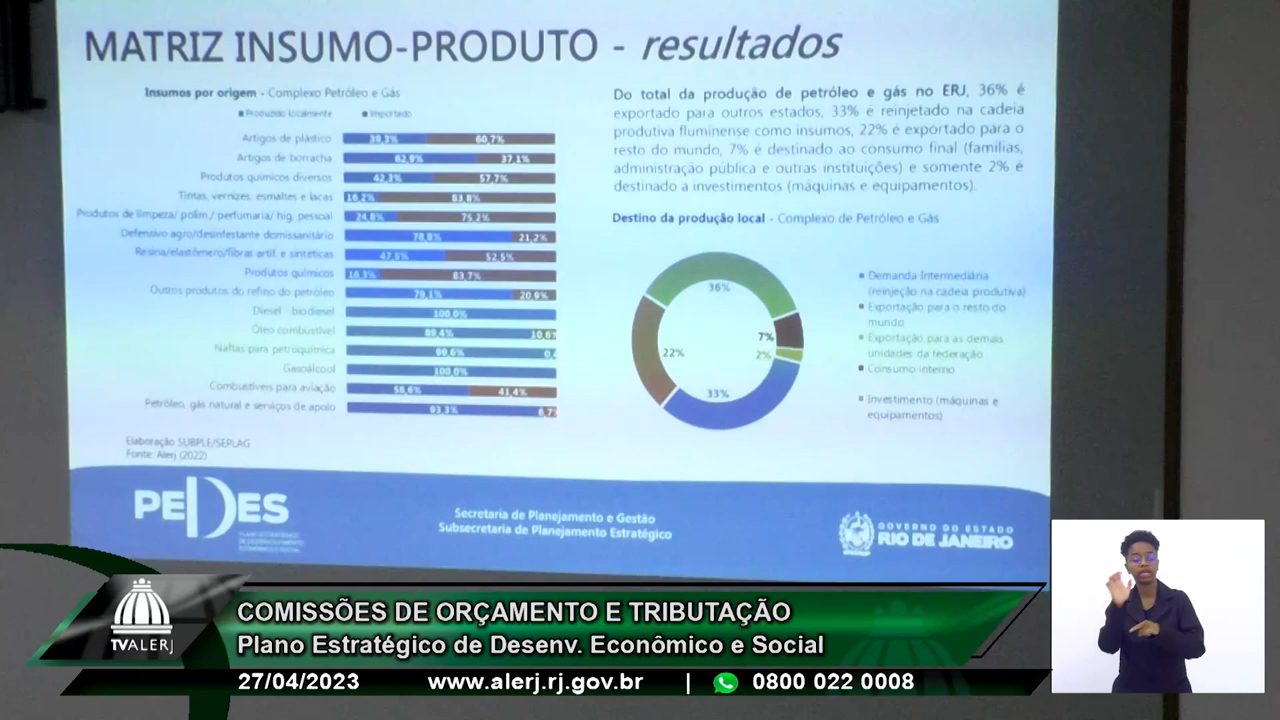 MATRIZ INSUMO-PRODUTO - resultados
Insumos por origem - Complexo Petróleo e Gás
Produzido localmente Importado
Artigos de plástico 39,3% 60,7%
Artigos de borracha 62,9% 37,1%
Produtos químicos diversos 42,3% 57,7%
Tintas, vernizes, esmaltes e lacas 16,2% 83,8%
Produtos de limpeza/ polim./ perfumaria/ hig. pessoal 24,8% 75,2%
Defensivo agro/desinfestante domissanitário 78,8% 21,2%
Resina/elastômero/fibras artif. e sintéticas 47,5% 52,5%
Produtos químicos 16,3% 83,7%
Outros produtos do refino do petróleo 79,1% 20,9%
Diesel - biodiesel 100,0%
Óleo combustível 89,4% 10,6%
Naftas para petroquímica 99,6% 0,
Gasoálcool 100,0%
Combustíveis para aviação 58,6% 41,4%
Petróleo, gás natural e serviços de apoio 93,3% 6,7
Elaboração SUBPLE/SEPLAG
Fonte: Alerj (2022)
Do total da produção de petróleo e gás no ERJ, 36% é
exportado para outros estados, 33% é reinjetado na cadeia
produtiva fluminense como insumos, 22% é exportado para o
resto do mundo, 7% é destinado ao consumo final (famílias,
administração pública e outras instituições) e somente 2% é
destinado a investimentos (máquinas e equipamentos).
Destino da produção local - Complexo de Petróleo e Gás
36%
7%
2%
22%
33%
Demanda Intermediária
(reinjeção na cadeia produtiva)
Exportação para o resto do
mundo
Exportação para as demais
unidades da federação
Consumo interno
Investimento (máquinas e
equipamentos)
PEDES
PLANO ESTRATÉGICO
DE DESENVOLVIMENTO
ECONÔMICO E SOCIAL
Secretaria de Planejamento e Gestão
Subsecretaria de Planejamento Estratégico
GOVERNO DO ESTADO
RIO DE JANEIRO
TVALERJ
COMISSÕES DE ORÇAMENTO E TRIBUTAÇÃO
Plano Estratégico de Desenv. Econômico e Social
27/04/2023 www.alerj.rj.gov.br | 0800 022 0008